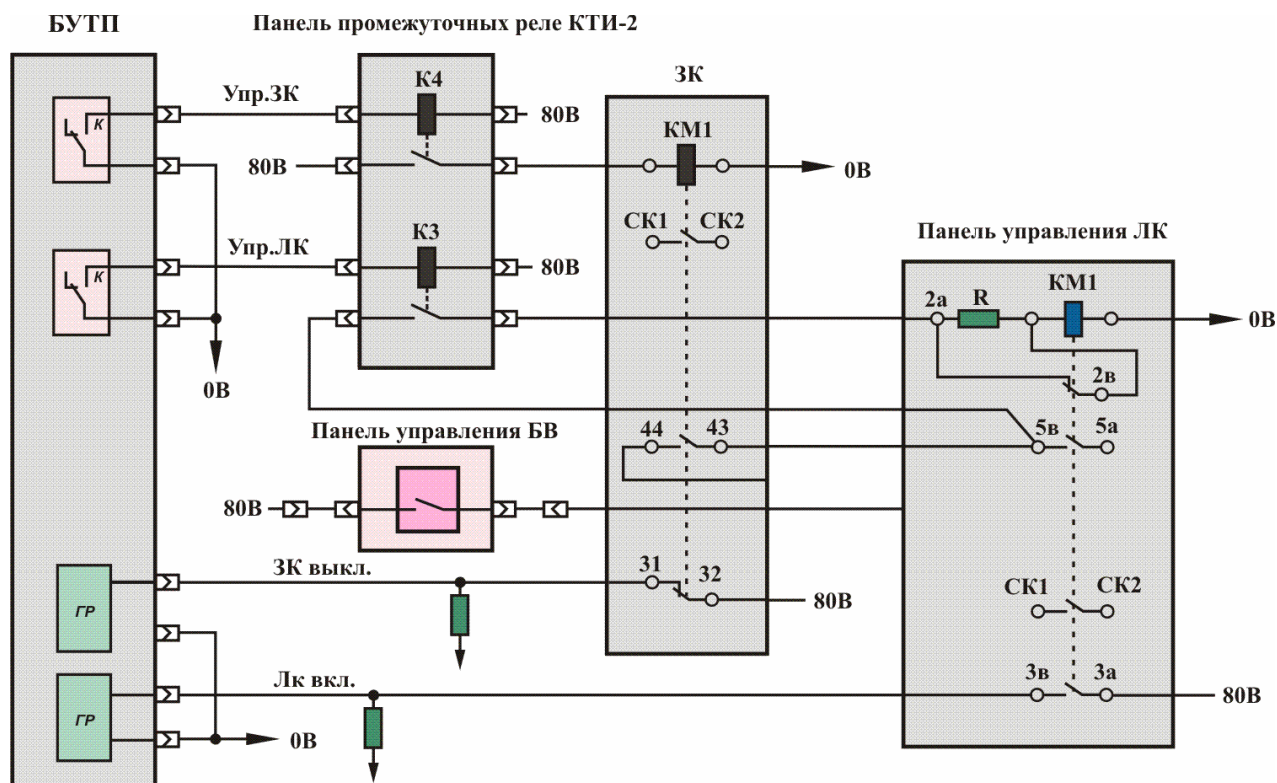 БУТП
Панель промежуточных реле КТИ-2
К4
ЗК
Упр.ЗК
К
80В
КМ1
80В
0В
СК1
СК2
К3
Панель управления ЛК
Упр.ЛК
К
80В
2а
R
КМ1
0В
0В
2в
Панель управления БВ
44
43
5в
5а
80В
ЗК выкл.
31
32
СК1
СК2
80В
ГР
Лк вкл.
3в
3а
80В
ГР
0В